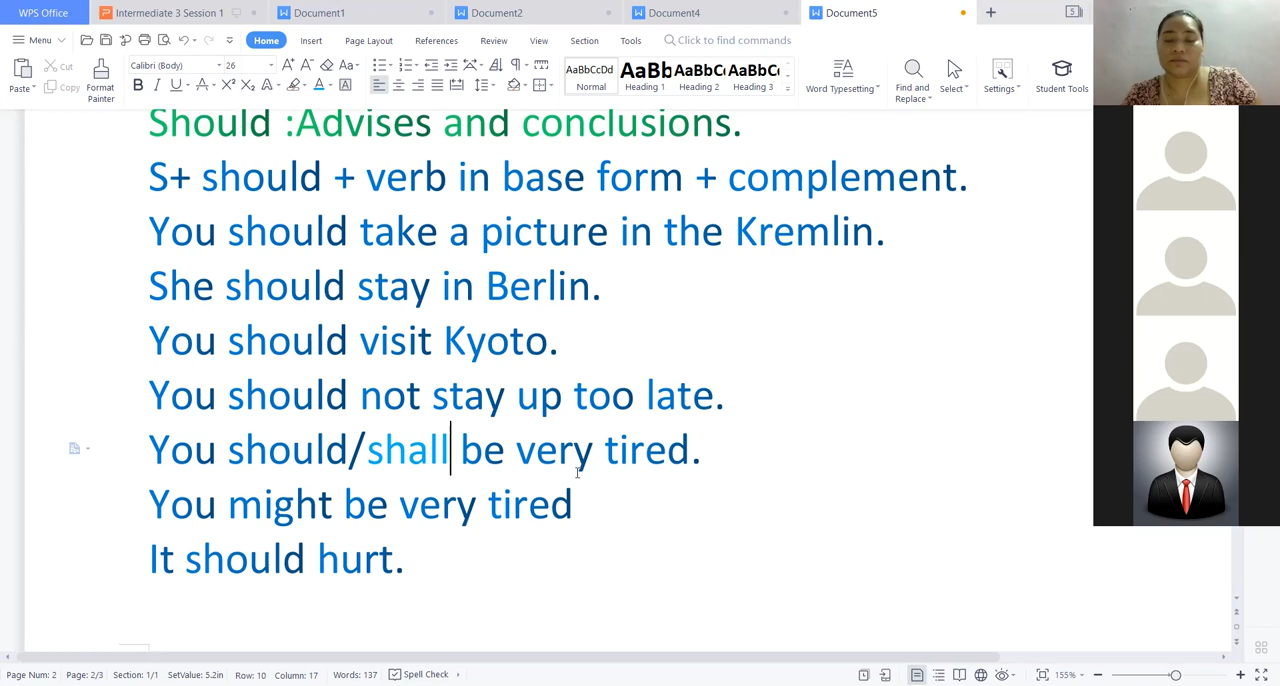 WPS Office Intermediate 3 Session 1 Document1 Document2 Document4 Document5
Menu Home Insert Page Layout References Review View Section Tools Click to find commands
Paste Cut Copy Format Painter Calibri (Body) 26 AaBbCcDd Normal AaBb Heading 1 AaBbCc Heading 2 AaBbCc Heading 3 Word Typesetting Find and Replace Select Settings Student Tools
Should :Advises and conclusions.
S+ should + verb in base form + complement.
You should take a picture in the Kremlin.
She should stay in Berlin.
You should visit Kyoto.
You should not stay up too late.
You should/shall be very tired.
You might be very tired
It should hurt.
Page Num: 2 Page: 2/3 Section: 1/1 SetValue: 5.2in Row: 10 Column: 17 Words: 137 Spell Check 155%